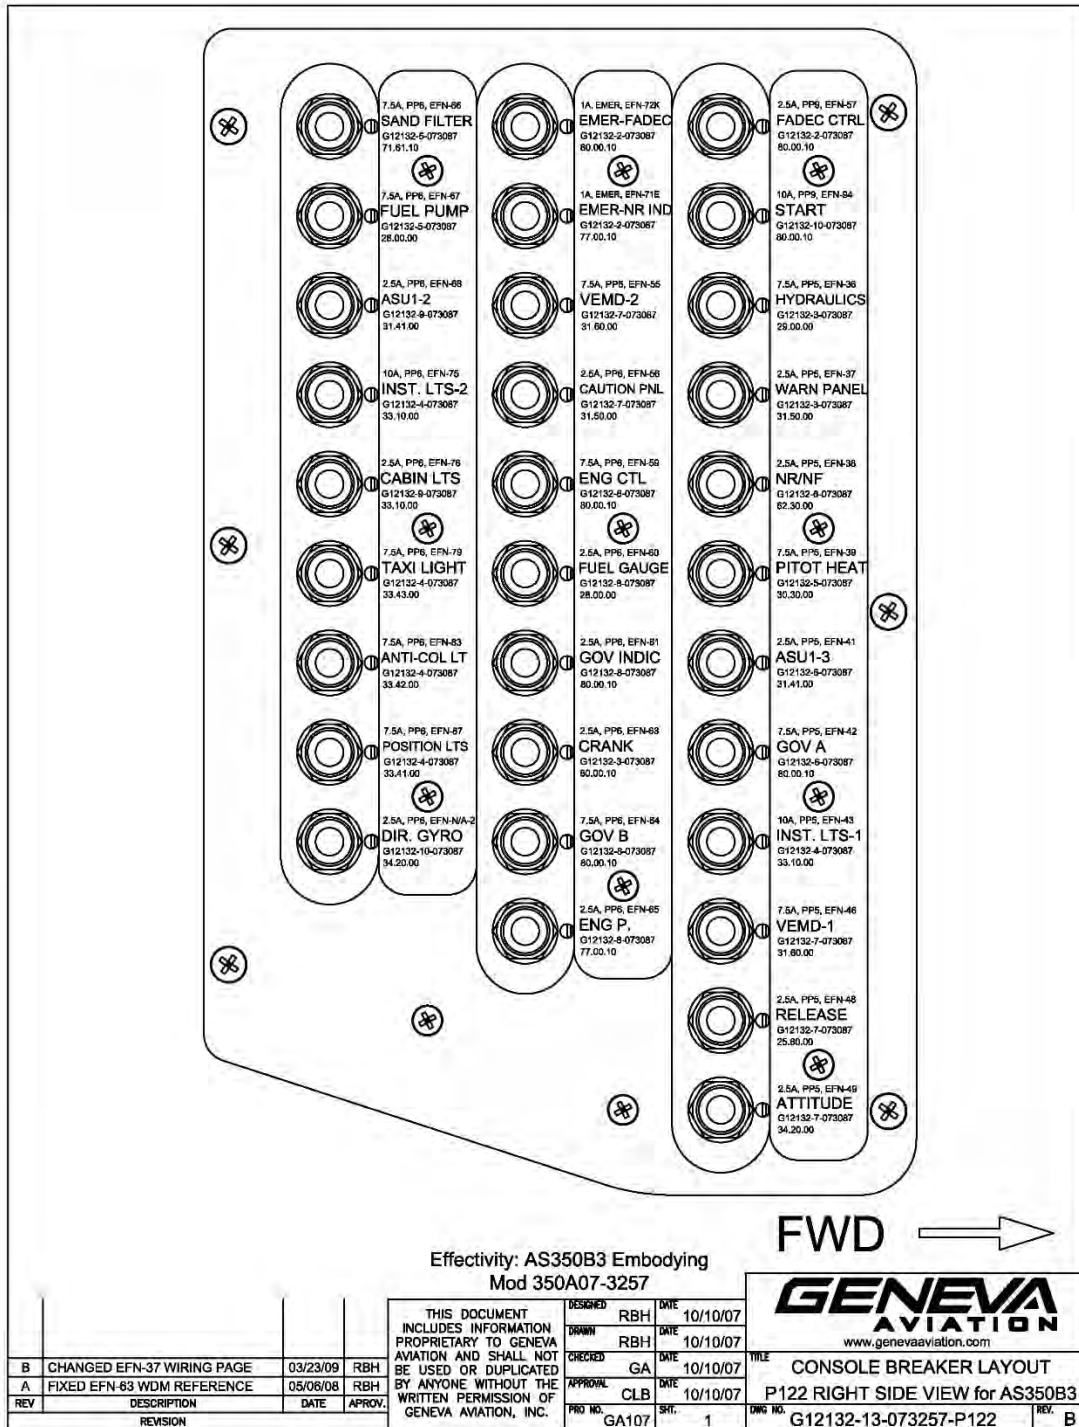 7.5A, PP6, EFN-66
SAND FILTER
G12132-5-073087
71.61.10
7.5A, PP6, EFN-67
FUEL PUMP
G12132-5-073087
28.00.00
2.5A, PP6, EFN-68
ASU1-2
G12132-9-073087
31.41.00
10A, PP6, EFN-75
INST. LTS-2
G12132-4-073087
33.10.00
2.5A, PP6, EFN-76
CABIN LTS
G12132-9-073087
33.10.00
7.5A, PP6, EFN-79
TAXI LIGHT
G12132-4-073087
33.43.00
7.5A, PP6, EFN-83
ANTI-COL LT
G12132-4-073087
33.42.00
7.5A, PP6, EFN-87
POSITION LTS
G12132-4-073087
33.41.00
2.5A, PP6, EFN-N/A-2
DIR. GYRO
G12132-10-073087
34.20.00
1A, EMER, EFN-72K
EMER-FADEC
G12132-2-073087
80.00.10
1A, EMER, EFN-71E
EMER-NR IND
G12132-2-073087
77.00.10
7.5A, PP6, EFN-55
VEMD-2
G12132-7-073087
31.60.00
2.5A, PP6, EFN-56
CAUTION PNL
G12132-7-073087
31.50.00
7.5A, PP6, EFN-59
ENG CTL
G12132-6-073087
80.00.10
2.5A, PP6, EFN-60
FUEL GAUGE
G12132-8-073087
28.00.00
2.5A, PP6, EFN-61
GOV INDIC
G12132-8-073087
80.00.10
2.5A, PP6, EFN-63
CRANK
G12132-3-073087
80.00.10
7.5A, PP6, EFN-64
GOV B
G12132-8-073087
80.00.10
2.5A, PP6, EFN-65
ENG P.
G12132-8-073087
77.00.10
2.5A, PP9, EFN-57
FADEC CTRL
G12132-2-073087
80.00.10
10A, PP9, EFN-94
START
G12132-10-073087
80.00.10
7.5A, PP5, EFN-36
HYDRAULICS
G12132-3-073087
29.00.00
2.5A, PP5, EFN-37
WARN PANEL
G12132-3-073087
31.50.00
2.5A, PP5, EFN-38
NR/NF
G12132-6-073087
62.30.00
7.5A, PP5, EFN-39
PITOT HEAT
G12132-5-073087
30.30.00
2.5A, PP5, EFN-41
ASU1-3
G12132-6-073087
31.41.00
7.5A, PP5, EFN-42
GOV A
G12132-6-073087
80.00.10
10A, PP5, EFN-43
INST. LTS-1
G12132-4-073087
33.10.00
7.5A, PP5, EFN-46
VEMD-1
G12132-7-073087
31.60.00
2.5A, PP5, EFN-48
RELEASE
G12132-7-073087
25.60.00
2.5A, PP5, EFN-49
ATTITUDE
G12132-7-073087
34.20.00
FWD
Effectivity: AS350B3 Embodying
Mod 350A07-3257
B CHANGED EFN-37 WIRING PAGE 03/23/09 RBH
A FIXED EFN-63 WDM REFERENCE 05/06/08 RBH
REV DESCRIPTION DATE APROV.
REVISION
THIS DOCUMENT
INCLUDES INFORMATION
PROPRIETARY TO GENEVA
AVIATION AND SHALL NOT
BE USED OR DUPLICATED
BY ANYONE WITHOUT THE
WRITTEN PERMISSION OF
GENEVA AVIATION, INC.
DESIGNED RBH DATE 10/10/07
DRAWN RBH DATE 10/10/07
CHECKED GA DATE 10/10/07
APPROVAL CLB DATE 10/10/07
PRO NO. GA107 SHT. 1
GENEVA
AVIATION
www.genevaaviation.com
TITLE CONSOLE BREAKER LAYOUT
P122 RIGHT SIDE VIEW for AS350B3
DWG NO. G12132-13-073257-P122 REV. B